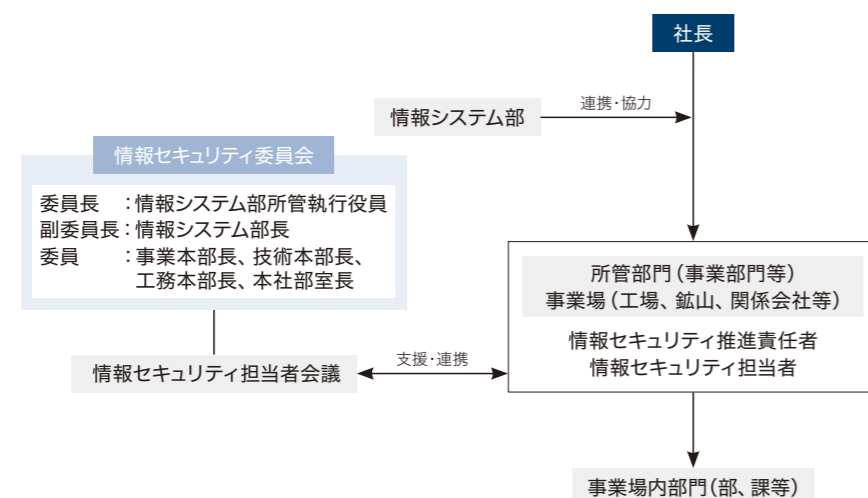 社長
連携・協力
情報システム部
情報セキュリティ委員会
委員長　：情報システム部所管執行役員
副委員長：情報システム部長
委員　　：事業本部長、技術本部長、
工務本部長、本社部室長
所管部門（事業部門等）
事業場（工場、鉱山、関係会社等）
情報セキュリティ推進責任者
情報セキュリティ担当者
支援・連携
情報セキュリティ担当者会議
事業場内部門（部、課等）